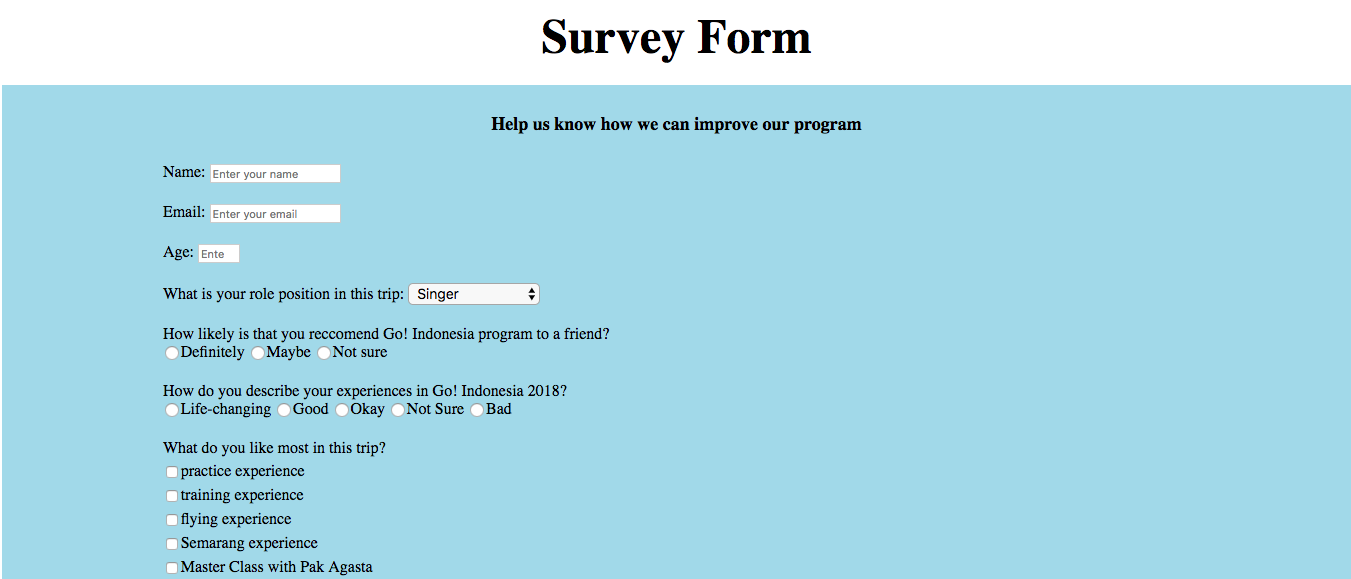 Survey Form
Help us know how we can improve our program
Name: Enter your name
Email: Enter your email
Age: Ente
What is your role position in this trip: Singer
How likely is that you reccomend Go! Indonesia program to a friend?
Definitely Maybe Not sure
How do you describe your experiences in Go! Indonesia 2018?
Life-changing Good Okay Not Sure Bad
What do you like most in this trip?
practice experience
training experience
flying experience
Semarang experience
Master Class with Pak Agasta